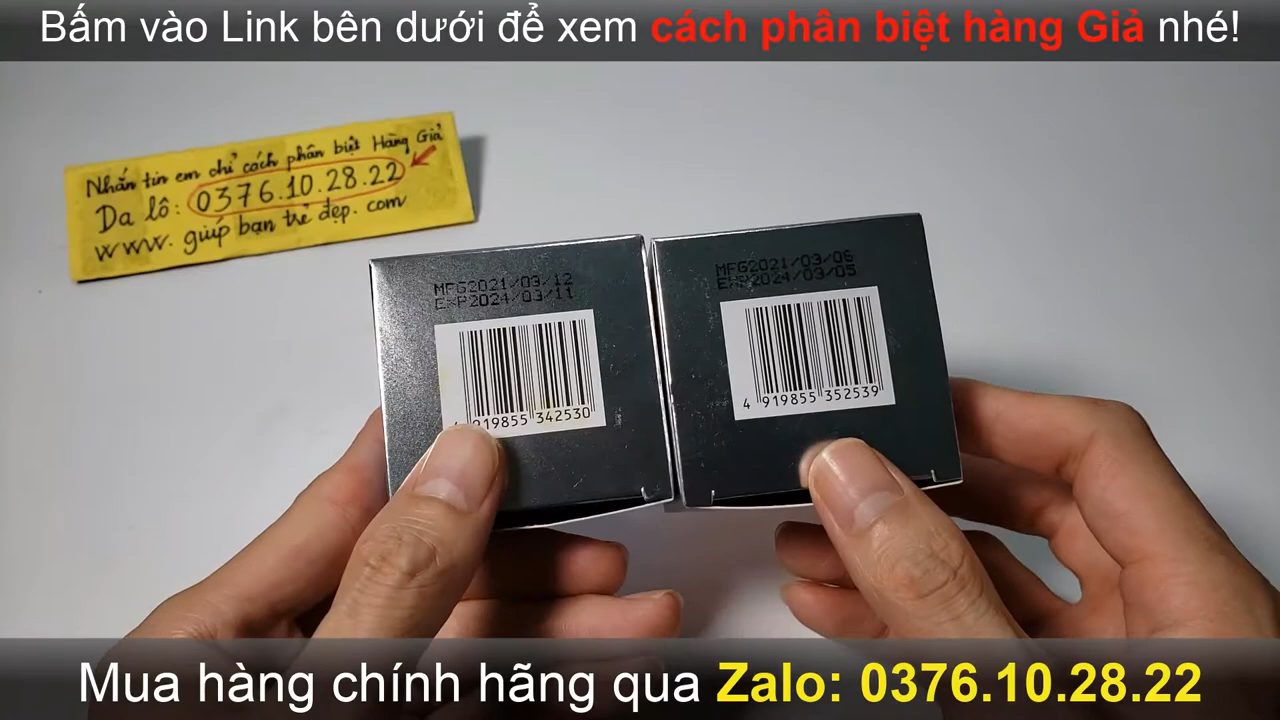 Bấm vào Link bên dưới để xem cách phân biệt hàng Giả nhé!
Nhắn tin em chỉ cách phân biệt Hàng Giả
Da lô: 0376.10.28.22
www. giúp bạn trẻ đẹp. com
MFG2021/03/12
EXP2024/03/11
919855 342530
MFG2021/03/06
EXP2024/03/05
4 919855 352539
Mua hàng chính hãng qua Zalo: 0376.10.28.22